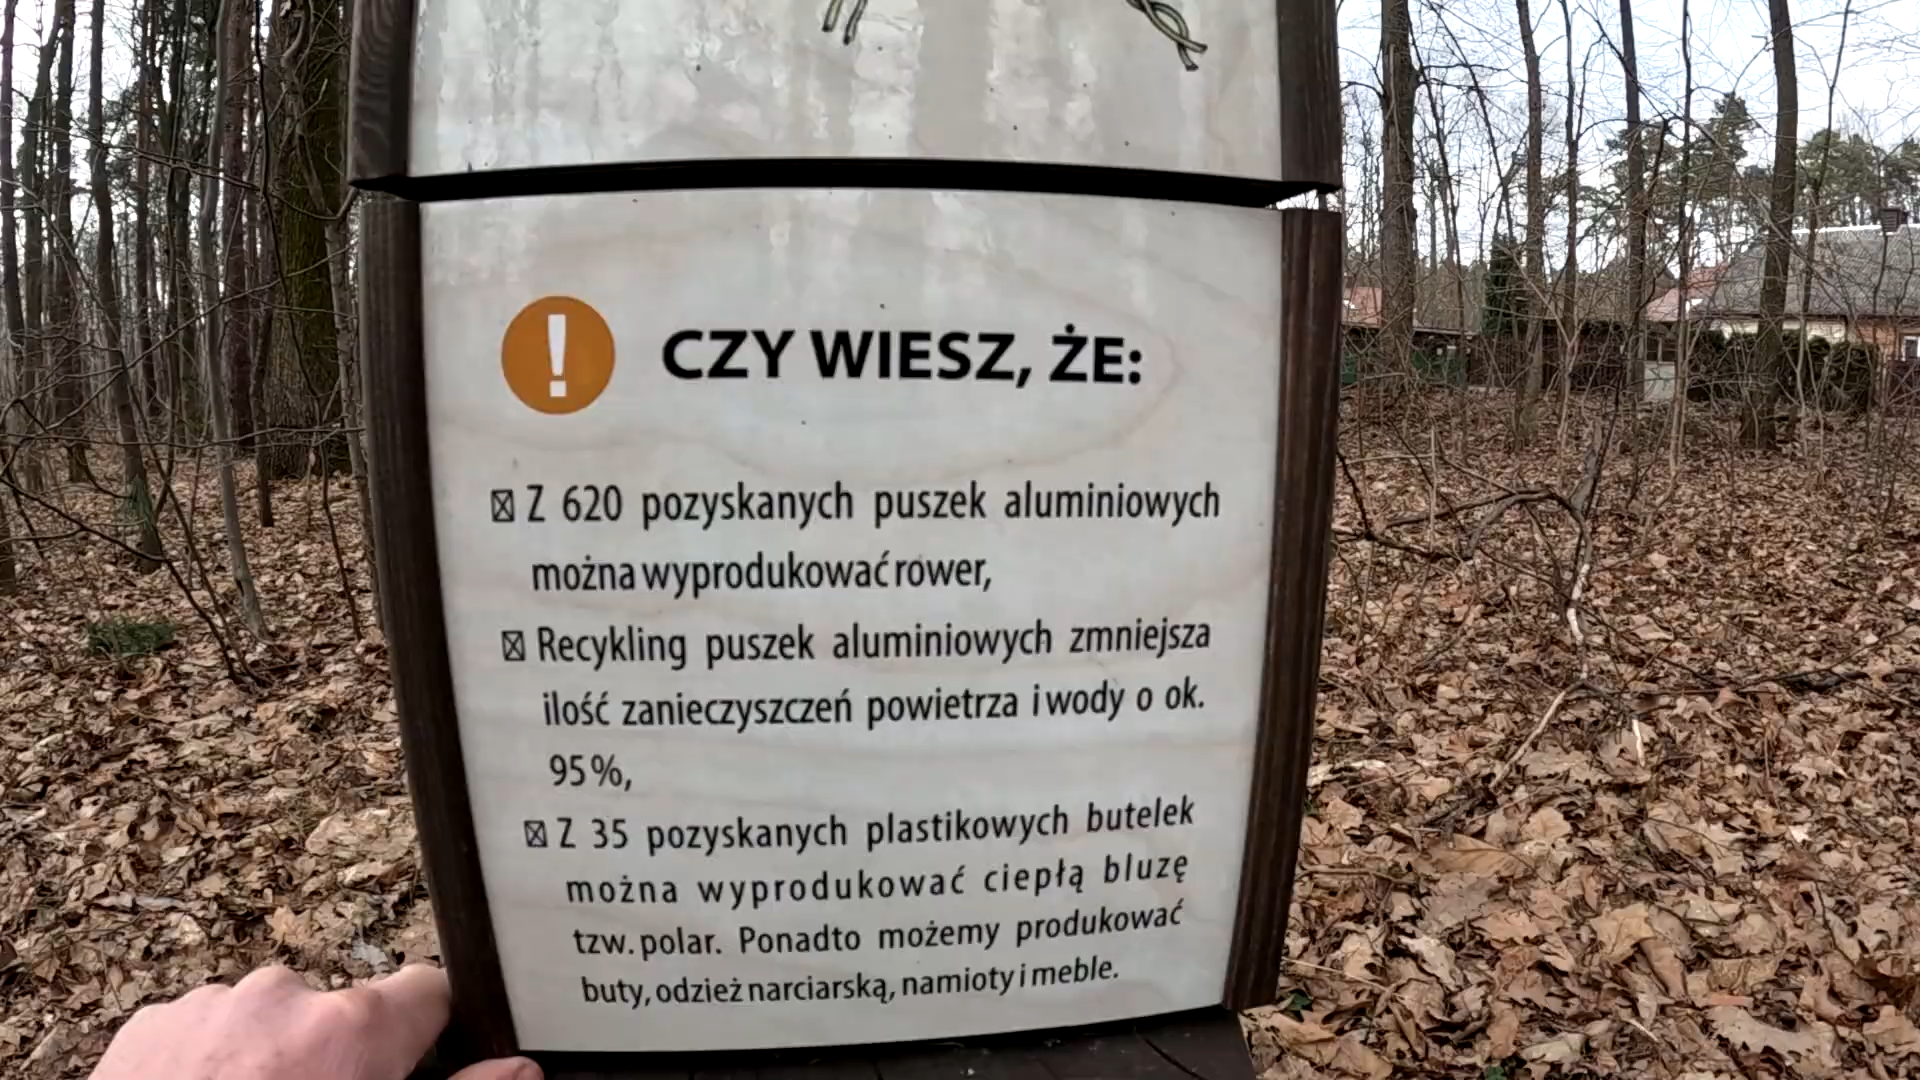 ! CZY WIESZ, ŻE:
☒ Z 620 pozyskanych puszek aluminiowych
można wyprodukować rower,
☒ Recykling puszek aluminiowych zmniejsza
ilość zanieczyszczeń powietrza i wody o ok.
95%,
☒ Z 35 pozyskanych plastikowych butelek
można wyprodukować ciepłą bluzę
tzw. polar. Ponadto możemy produkować
buty, odzież narciarską, namioty i meble.